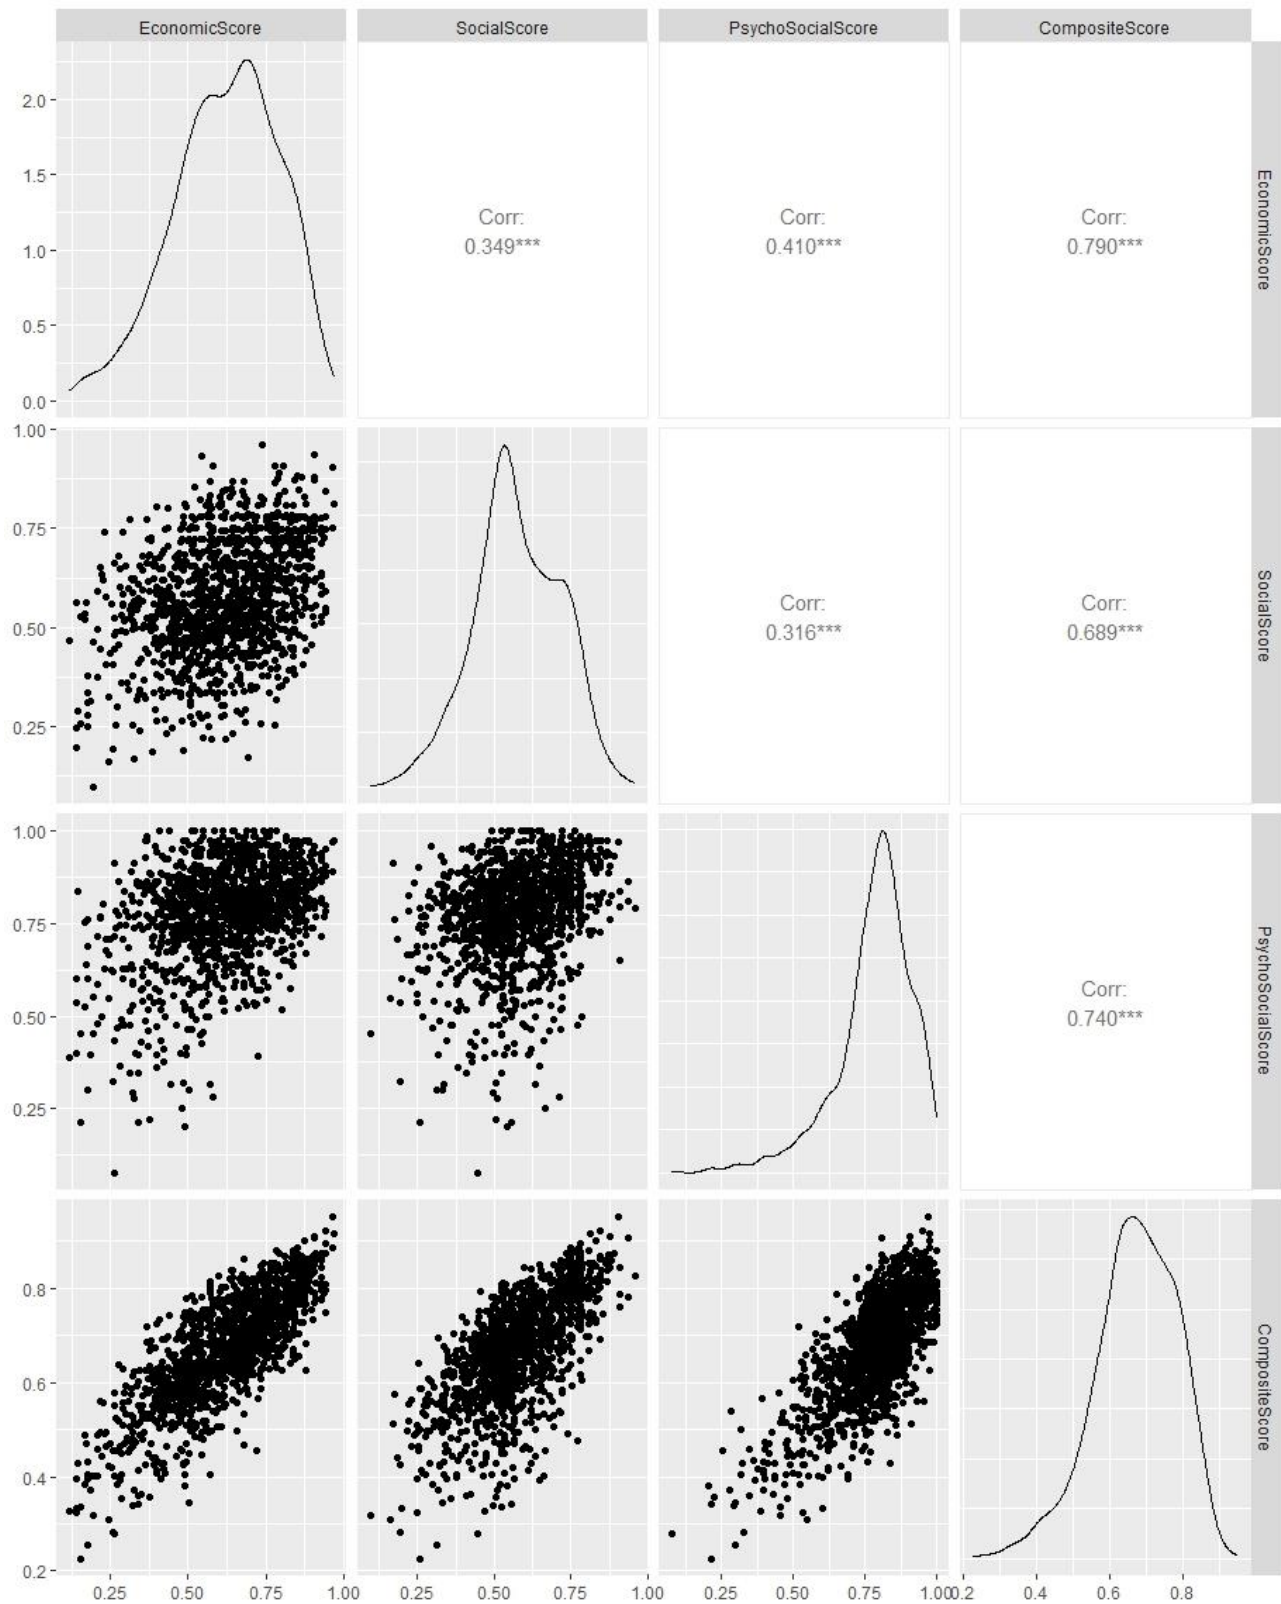 EconomicScore SocialScore PsychoSocialScore CompositeScore
2.0
1.5
1.0
0.5
0.0
Corr:
0.349***
Corr:
0.410***
Corr:
0.790***
EconomicScore
1.00
0.75
0.50
0.25
Corr:
0.316***
Corr:
0.689***
SocialScore
1.00
0.75
0.50
0.25
Corr:
0.740***
PsychoSocialScore
0.8
0.6
0.4
0.2
CompositeScore
0.25 0.50 0.75 1.00 0.25 0.50 0.75 1.00 0.25 0.50 0.75 1.00 0.2 0.4 0.6 0.8